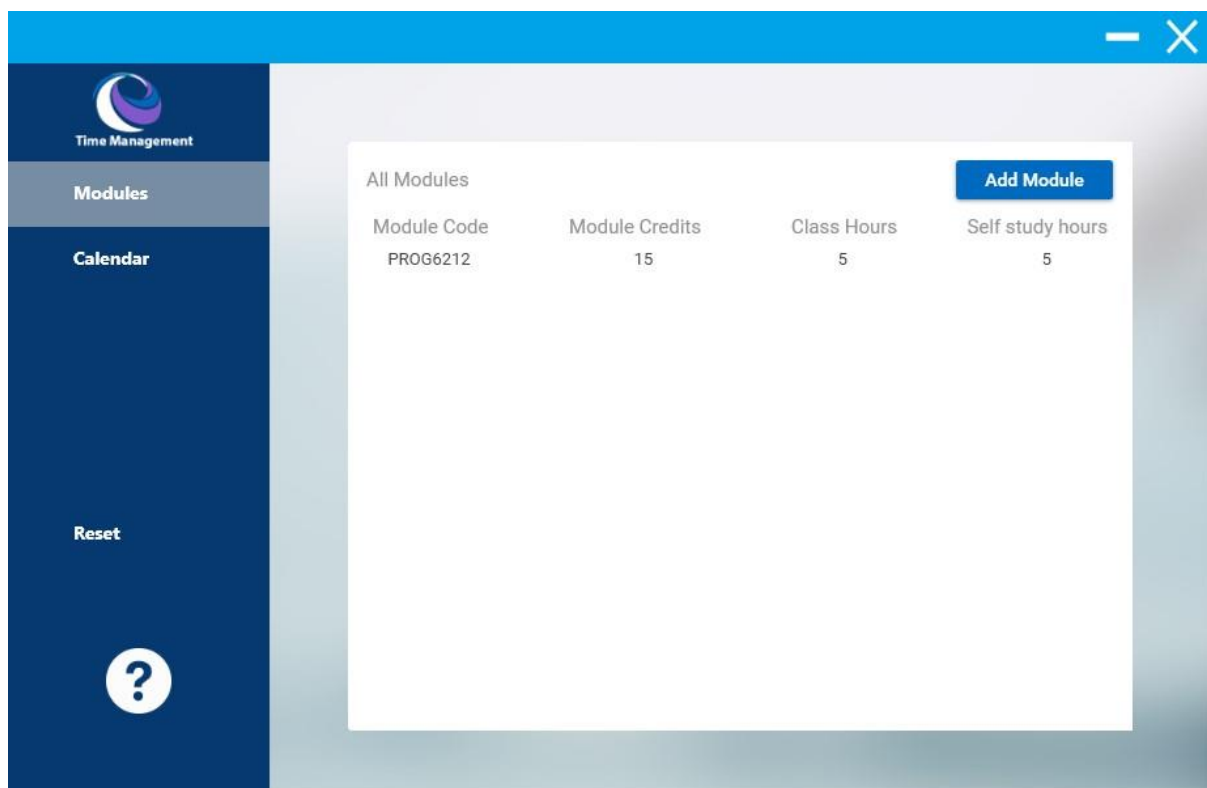 Time Management
Modules
Calendar
Reset
?
All Modules
Add Module
Module Code Module Credits Class Hours Self study hours
PROG6212 15 5 5